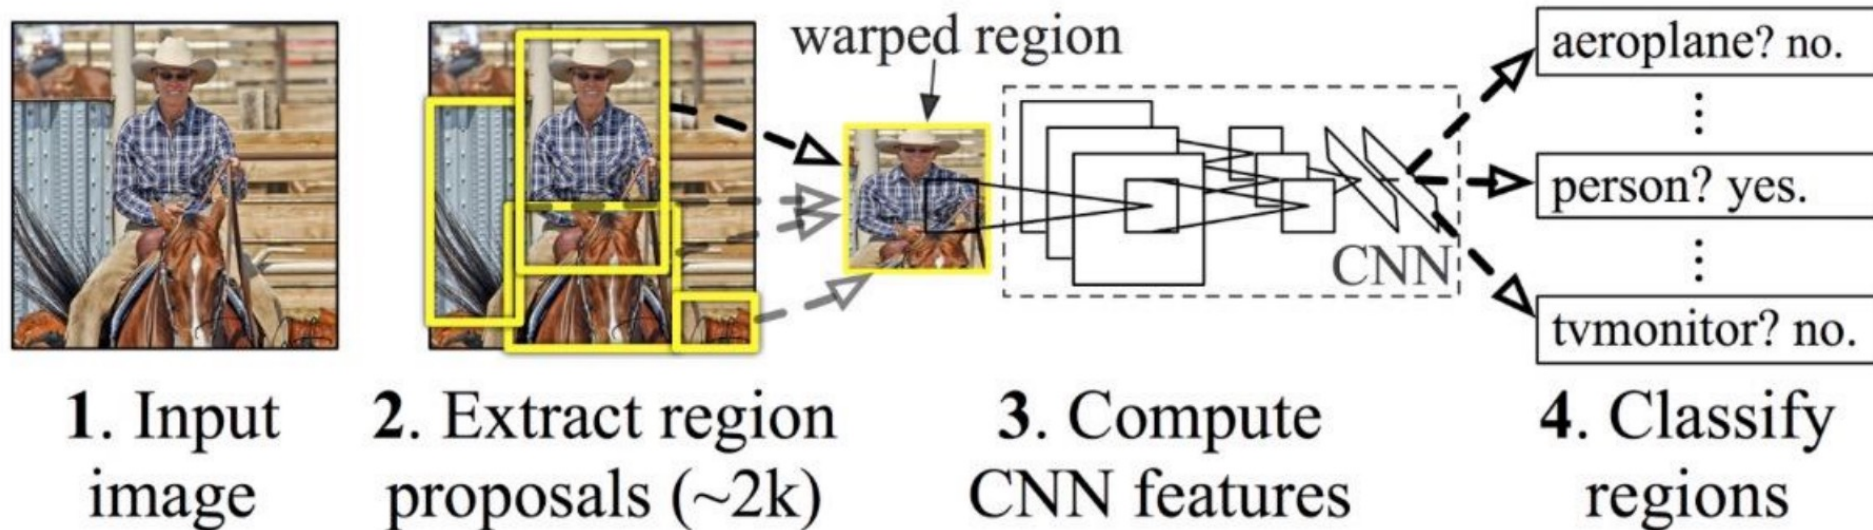 warped region
aeroplane? no.
person? yes.
CNN
tvmonitor? no.
1. Input
image
2. Extract region
proposals (~2k)
3. Compute
CNN features
4. Classify
regions